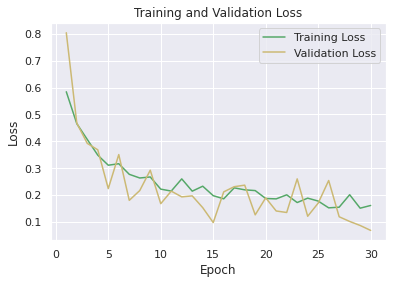 Training and Validation Loss
Training Loss
Validation Loss
0.8
0.7
0.6
0.5
0.4
0.3
0.2
0.1
Loss
0 5 10 15 20 25 30
Epoch